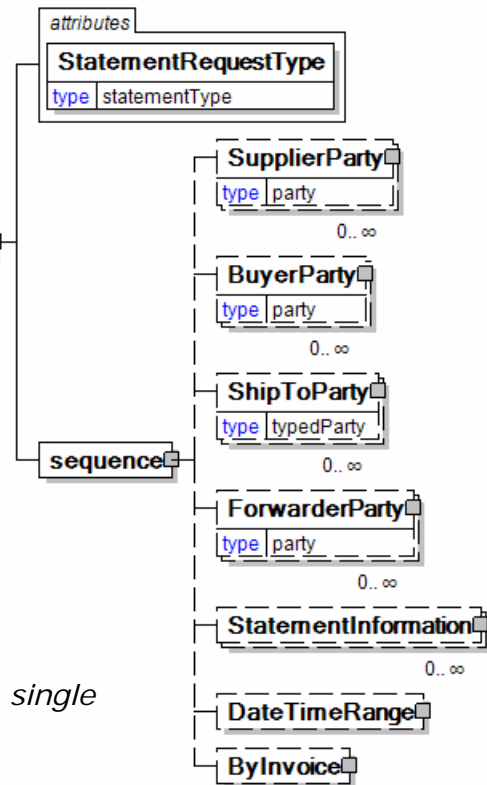 attributes
StatementRequestType
type statementType
SupplierParty
type party
0.. ∞
BuyerParty
type party
0.. ∞
ShipToParty
type typedParty
0.. ∞
sequence
ForwarderParty
type party
0.. ∞
StatementInformation
0.. ∞
single
DateTimeRange
ByInvoice